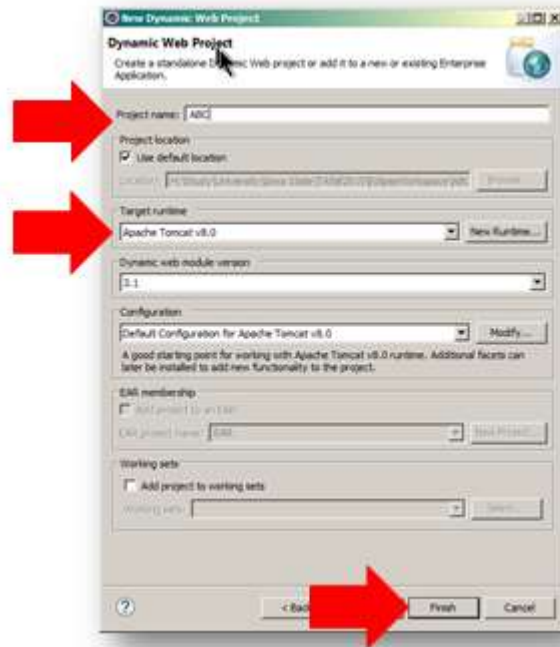 New Dynamic Web Project
Dynamic Web Project
Create a standalone Dynamic Web project or add it to a new or existing Enterprise
Application.
Project name: ABC
Project location
Use default location
Location:
Browse...
Target runtime
Apache Tomcat v8.0
New Runtime...
Dynamic web module version
3.1
Configuration
Default Configuration for Apache Tomcat v8.0
Modify...
A good starting point for working with Apache Tomcat v8.0 runtime. Additional facets can
later be installed to add new functionality to the project.
EAR membership
Add project to an EAR
EAR project name: EAR
New Project...
Working sets
Add project to working sets
Working sets:
Select...
?
< Back
Finish
Cancel